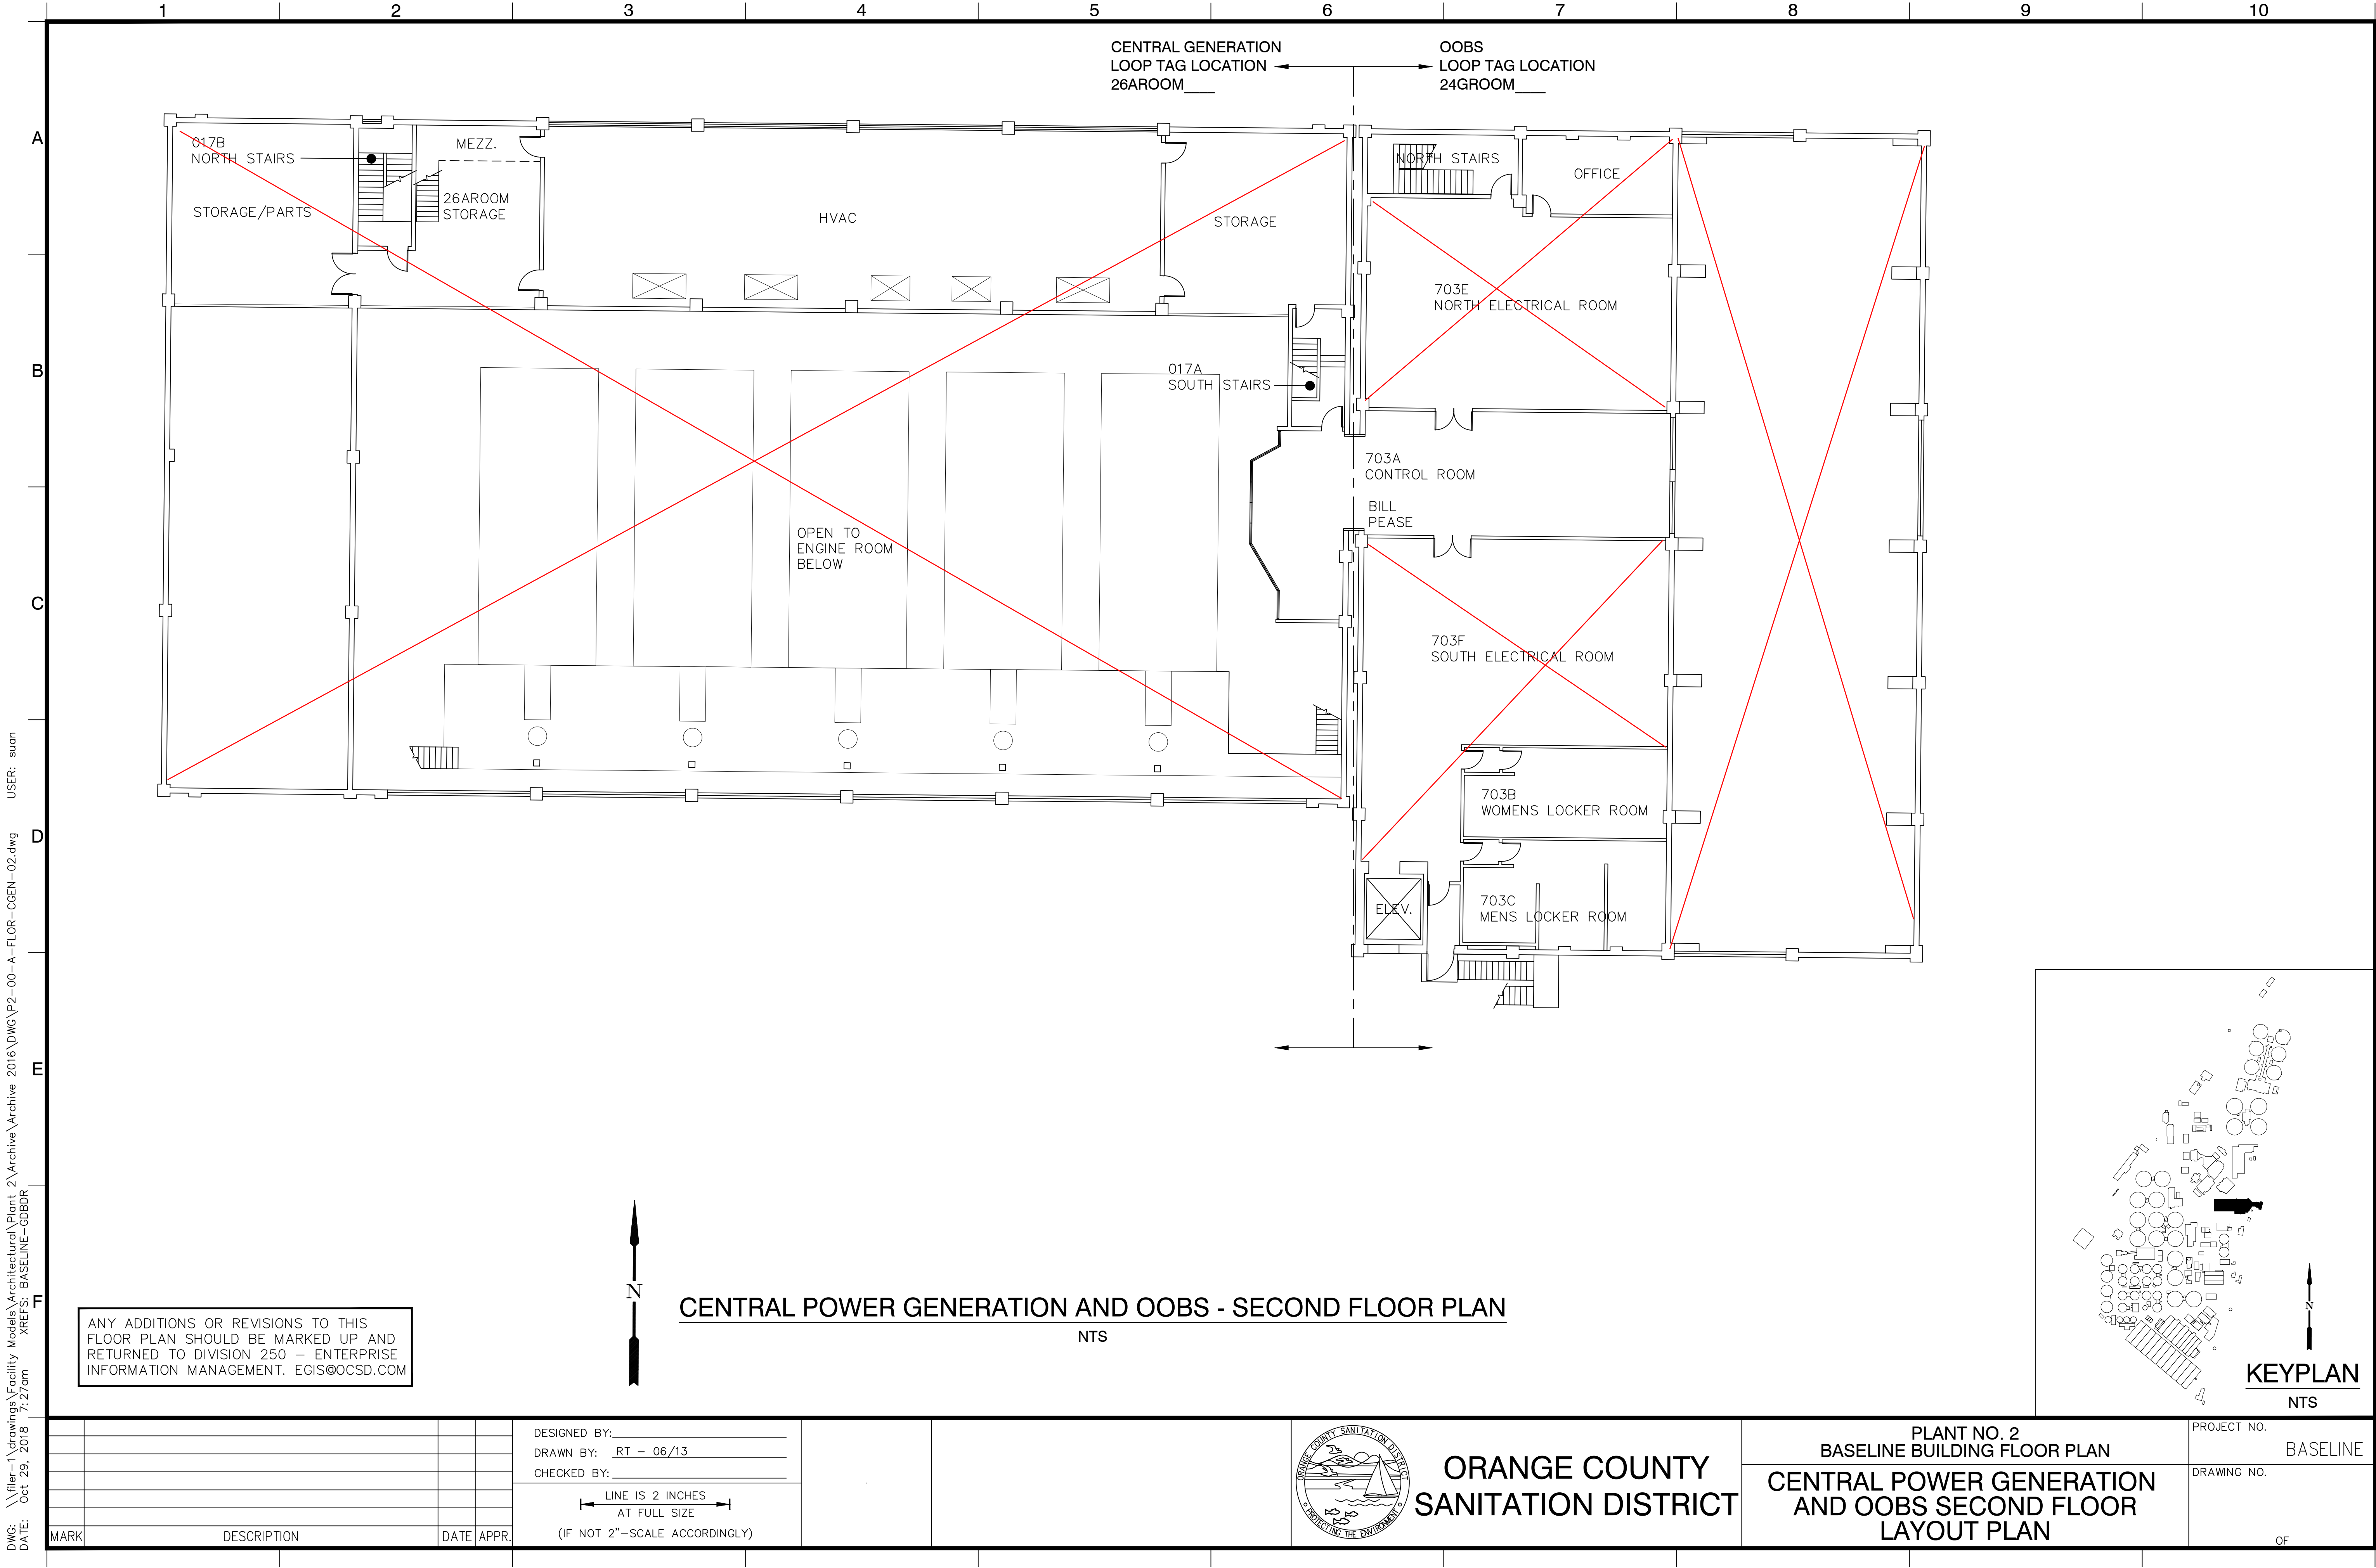 1 2 3 4 5 6 7 8 9 10
CENTRAL GENERATION
LOOP TAG LOCATION
26AROOM____
OOBS
LOOP TAG LOCATION
24GROOM____
A
B
C
D
E
F
017B
NORTH STAIRS
STORAGE/PARTS
MEZZ.
26AROOM
STORAGE
HVAC
STORAGE
NORTH STAIRS
OFFICE
703E
NORTH ELECTRICAL ROOM
017A
SOUTH STAIRS
703A
CONTROL ROOM
BILL
PEASE
OPEN TO
ENGINE ROOM
BELOW
703F
SOUTH ELECTRICAL ROOM
703B
WOMENS LOCKER ROOM
703C
MENS LOCKER ROOM
ELEV.
N
CENTRAL POWER GENERATION AND OOBS - SECOND FLOOR PLAN
NTS
ANY ADDITIONS OR REVISIONS TO THIS
FLOOR PLAN SHOULD BE MARKED UP AND
RETURNED TO DIVISION 250 – ENTERPRISE
INFORMATION MANAGEMENT. EGIS@OCSD.COM
N
KEYPLAN
NTS
MARK DESCRIPTION DATE APPR.
DESIGNED BY:
DRAWN BY: RT – 06/13
CHECKED BY:
LINE IS 2 INCHES
AT FULL SIZE
(IF NOT 2"–SCALE ACCORDINGLY)
ORANGE COUNTY SANITATION DISTRICT
PROTECTING THE ENVIRONMENT
ORANGE COUNTY
SANITATION DISTRICT
PLANT NO. 2
BASELINE BUILDING FLOOR PLAN
CENTRAL POWER GENERATION
AND OOBS SECOND FLOOR
LAYOUT PLAN
PROJECT NO.
BASELINE
DRAWING NO.
OF
DWG: \\filer-1\drawings\Facility Models\Architectural\Plant 2\Archive\Archive 2016\DWG\P2-00-A-FLOR-CGEN-02.dwg USER: suan
DATE: Oct 29, 2018 7:27am XREFS: BASELINE-GDBDR